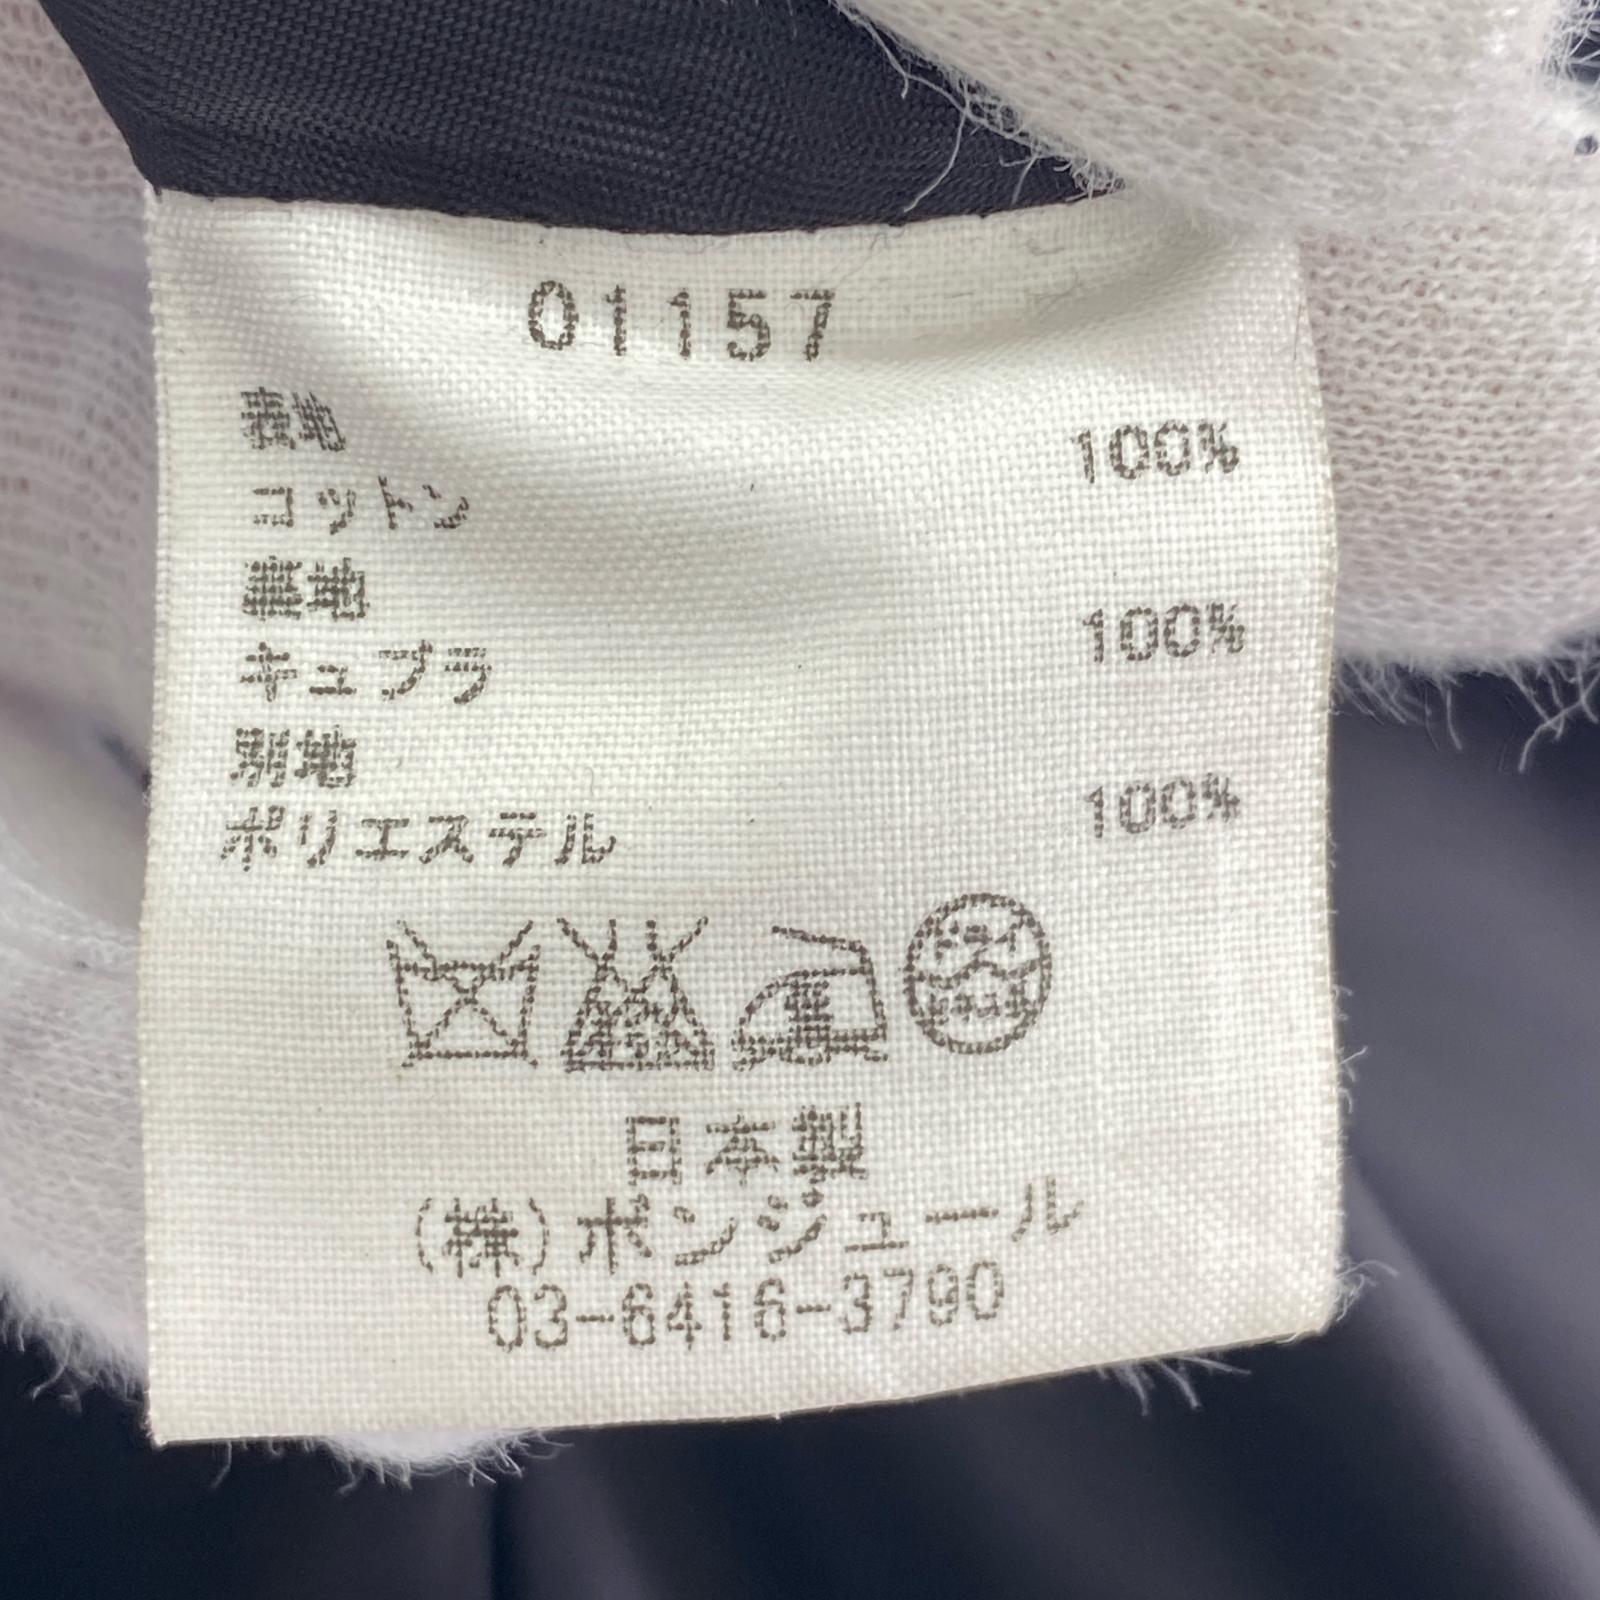 01157
表地
コットン 100%
裏地
キュプラ 100%
別地
ポリエステル 100%
日本製
(株)ボンジュール
03-6416-3790